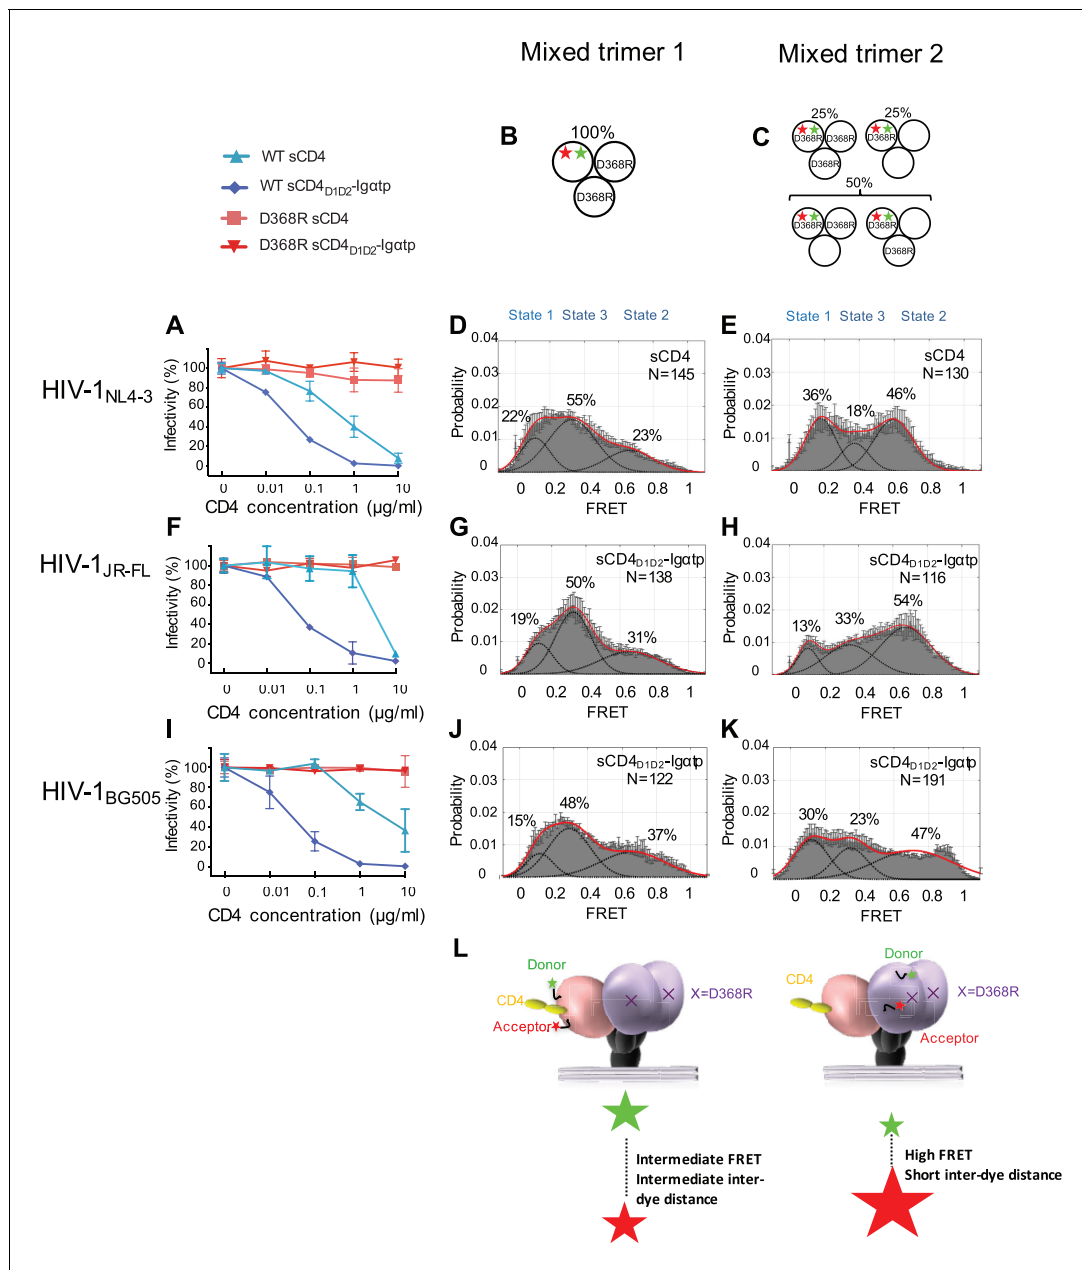 Mixed trimer 1
Mixed trimer 2
B
100%
D368R
D368R
C
25%
25%
D368R
D368R
D368R
D368R
50%
D368R
D368R
D368R
D368R
WT sCD4
WT sCD4D1D2-Igαtp
D368R sCD4
D368R sCD4D1D2-Igαtp
HIV-1NL4-3
A
Infectivity (%)
100
80
60
40
20
0
0
0.01
0.1
1
10
CD4 concentration (µg/ml)
D
State 1
State 3
State 2
Probability
0.04
0.03
0.02
0.01
0
sCD4
N=145
22%
55%
23%
0
0.2
0.4
0.6
0.8
1
FRET
E
State 1
State 3
State 2
Probability
0.04
0.03
0.02
0.01
0
sCD4
N=130
36%
18%
46%
0
0.2
0.4
0.6
0.8
1
FRET
HIV-1JR-FL
F
Infectivity (%)
100
80
60
40
20
0
0
0.01
0.1
1
10
CD4 concentration (µg/ml)
G
Probability
0.04
0.03
0.02
0.01
0
sCD4D1D2-Igαtp
N=138
19%
50%
31%
0
0.2
0.4
0.6
0.8
1
FRET
H
Probability
0.04
0.03
0.02
0.01
0
sCD4D1D2-Igαtp
N=116
13%
33%
54%
0
0.2
0.4
0.6
0.8
1
FRET
HIV-1BG505
I
Infectivity (%)
100
80
60
40
20
0
0
0.01
0.1
1
10
CD4 concentration (µg/ml)
J
Probability
0.04
0.03
0.02
0.01
0
sCD4D1D2-Igαtp
N=122
15%
48%
37%
0
0.2
0.4
0.6
0.8
1
FRET
K
Probability
0.04
0.03
0.02
0.01
0
sCD4D1D2-Igαtp
N=191
30%
23%
47%
0
0.2
0.4
0.6
0.8
1
FRET
L
Donor
CD4
Acceptor
X=D368R
Intermediate FRET
Intermediate inter-
dye distance
Donor
CD4
X=D368R
Acceptor
High FRET
Short inter-dye distance